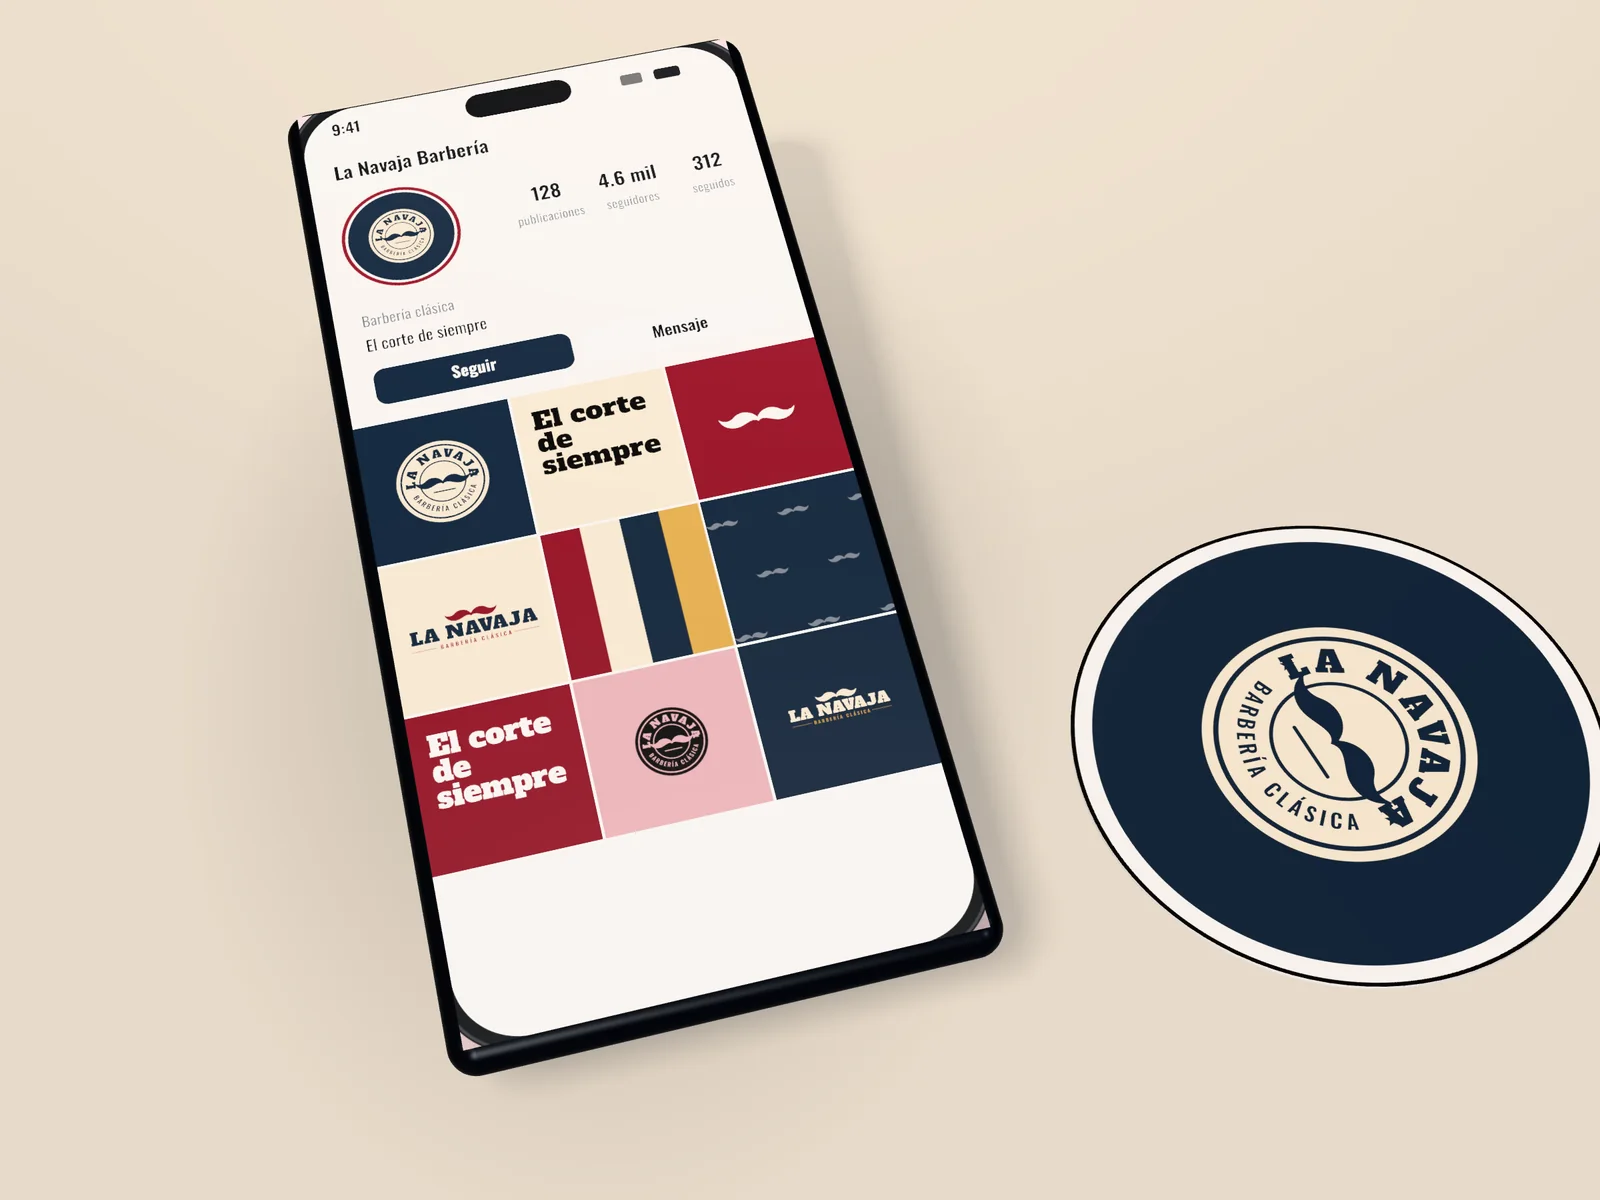 9:41
La Navaja Barbería
128
publicaciones
4.6 mil
seguidores
312
seguidos
LA NAVAJA
BARBERÍA CLÁSICA
Barbería clásica
El corte de siempre
Seguir
Mensaje
LA NAVAJA
BARBERÍA CLÁSICA
El corte
de
siempre
LA NAVAJA
BARBERÍA CLÁSICA
El corte
de
siempre
LA NAVAJA
BARBERÍA CLÁSICA
LA NAVAJA
BARBERÍA CLÁSICA
LA NAVAJA
BARBERÍA CLÁSICA